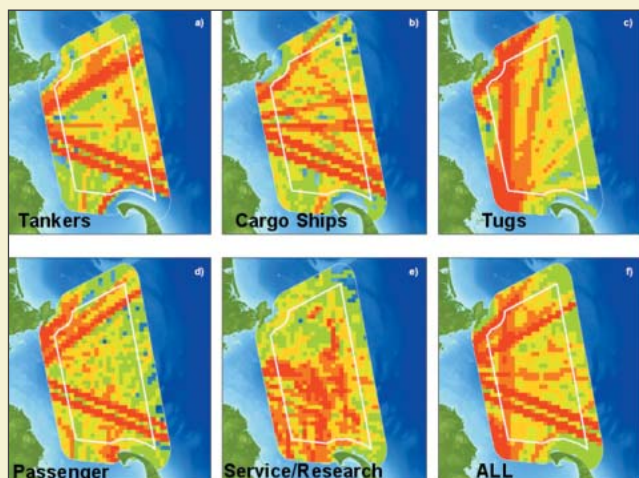 a)
b)
c)
Tankers
Cargo Ships
Tugs
d)
e)
f)
Passenger
Service/Research
ALL